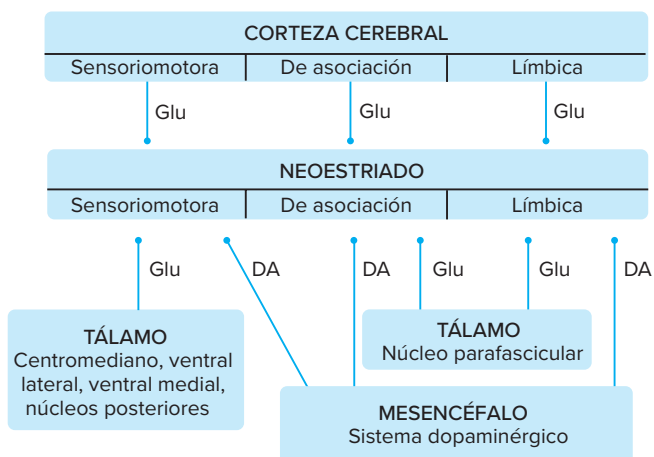 CORTEZA CEREBRAL
Sensoriomotora De asociación Límbica
Glu Glu Glu
NEOESTRIADO
Sensoriomotora De asociación Límbica
Glu DA DA Glu Glu DA
TÁLAMO
Centromediano, ventral
lateral, ventral medial,
núcleos posteriores
TÁLAMO
Núcleo parafascicular
MESENCÉFALO
Sistema dopaminérgico